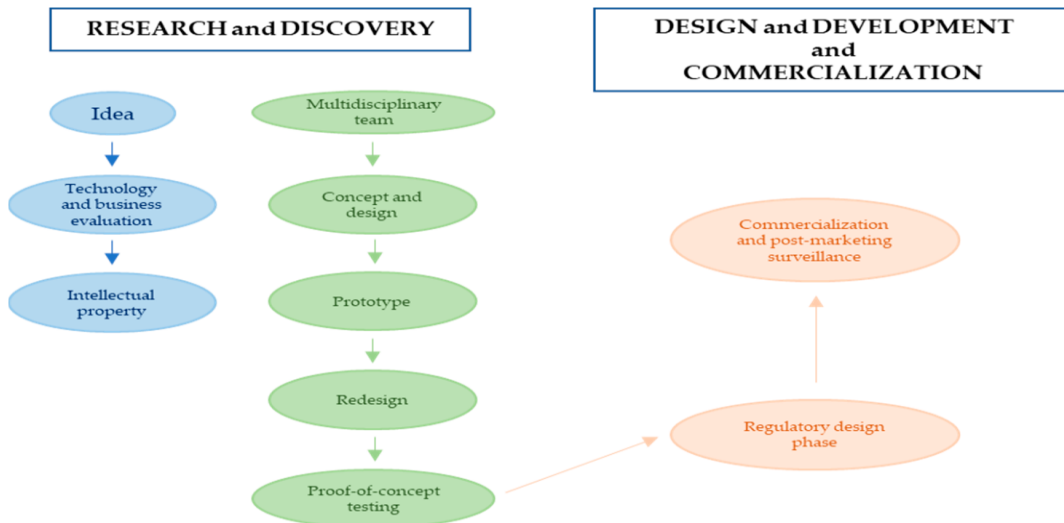 RESEARCH and DISCOVERY
DESIGN and DEVELOPMENT
and
COMMERCIALIZATION
Idea
Technology
and business
evaluation
Intellectual
property
Multidisciplinary
team
Concept and
design
Prototype
Redesign
Proof-of-concept
testing
Commercialization
and post-marketing
surveillance
Regulatory design
phase